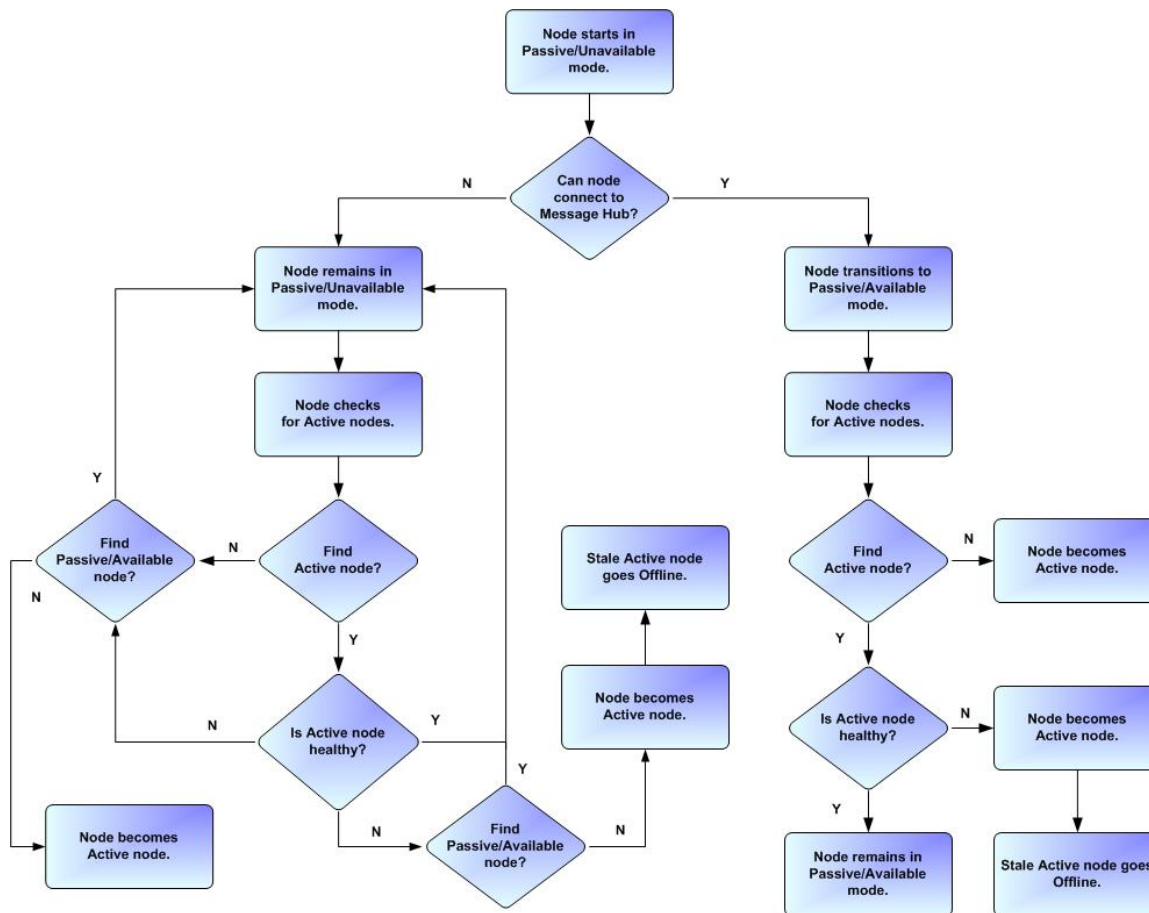 Node starts in
Passive/Unavailable
mode.
Can node
connect to
Message Hub?
N
Y
Node remains in
Passive/Unavailable
mode.
Node transitions to
Passive/Available
mode.
Node checks
for Active nodes.
Node checks
for Active nodes.
Y
Find
Passive/Available
node?
N
N
Find
Active node?
Y
Stale Active node
goes Offline.
Find
Active node?
N
Node becomes
Active node.
Y
N
Is Active node
healthy?
Y
Node becomes
Active node.
Is Active node
healthy?
N
Node becomes
Active node.
Y
Y
Node becomes
Active node.
N
Find
Passive/Available
node?
N
Node remains in
Passive/Available
mode.
Stale Active node goes
Offline.